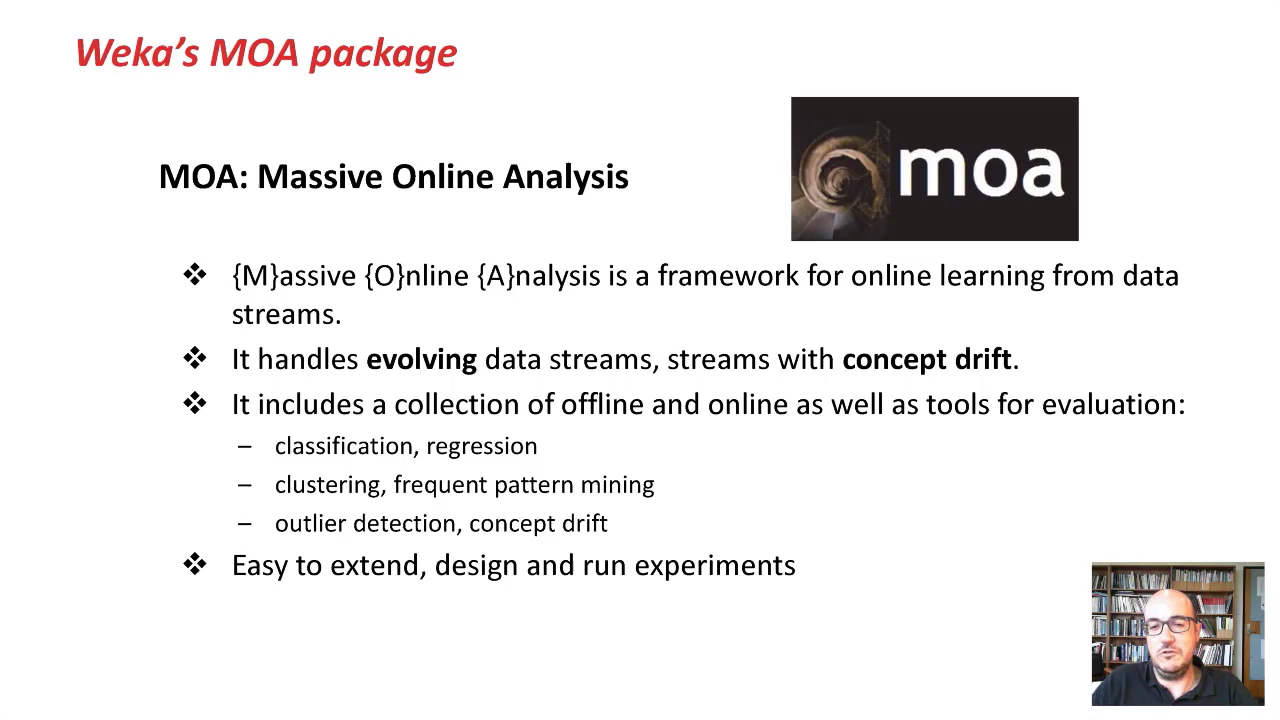 Weka's MOA package
moa
MOA: Massive Online Analysis
❖ {M}assive {O}nline {A}nalysis is a framework for online learning from data
streams.
❖ It handles evolving data streams, streams with concept drift.
❖ It includes a collection of offline and online as well as tools for evaluation:
– classification, regression
– clustering, frequent pattern mining
– outlier detection, concept drift
❖ Easy to extend, design and run experiments